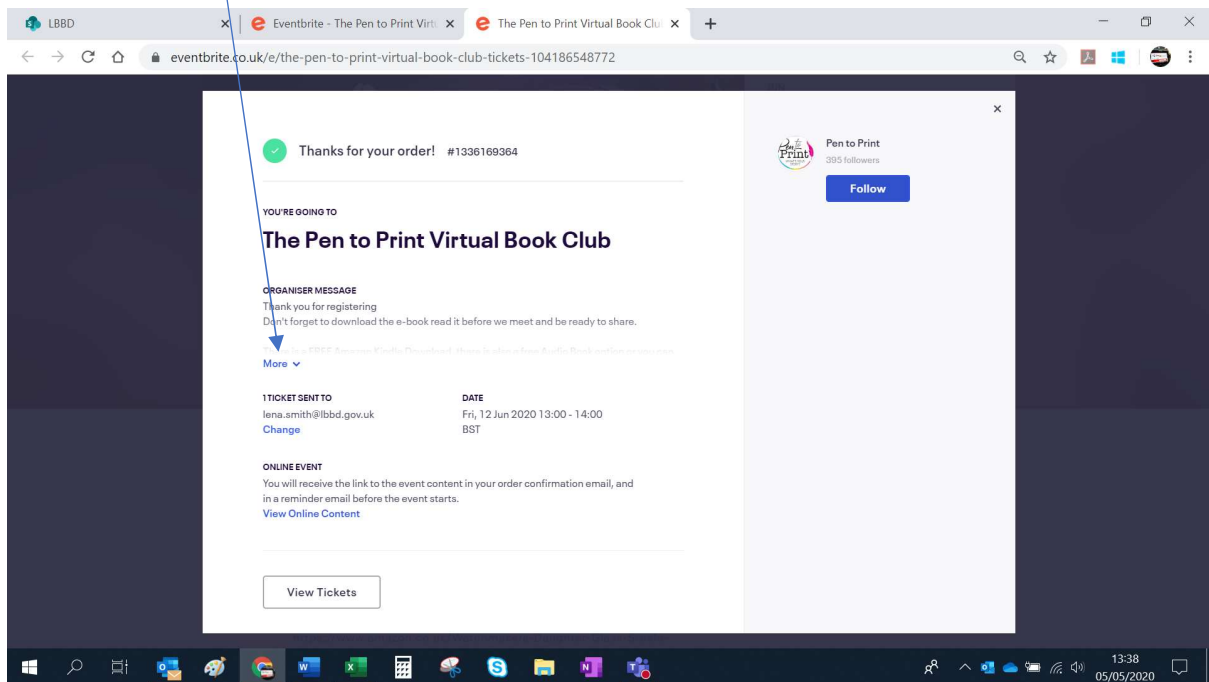 LBBD
Eventbrite - The Pen to Print Virtu
The Pen to Print Virtual Book Clu
eventbrite.co.uk/e/the-pen-to-print-virtual-book-club-tickets-104186548772
Thanks for your order! #1336169364
Pen to Print
395 followers
Follow
YOU'RE GOING TO
The Pen to Print Virtual Book Club
ORGANISER MESSAGE
Thank you for registering
Don't forget to download the e-book read it before we meet and be ready to share.
More
1 TICKET SENT TO
lena.smith@lbbd.gov.uk
Change
DATE
Fri, 12 Jun 2020 13:00 - 14:00
BST
ONLINE EVENT
You will receive the link to the event content in your order confirmation email, and
in a reminder email before the event starts.
View Online Content
View Tickets
13:38
05/05/2020